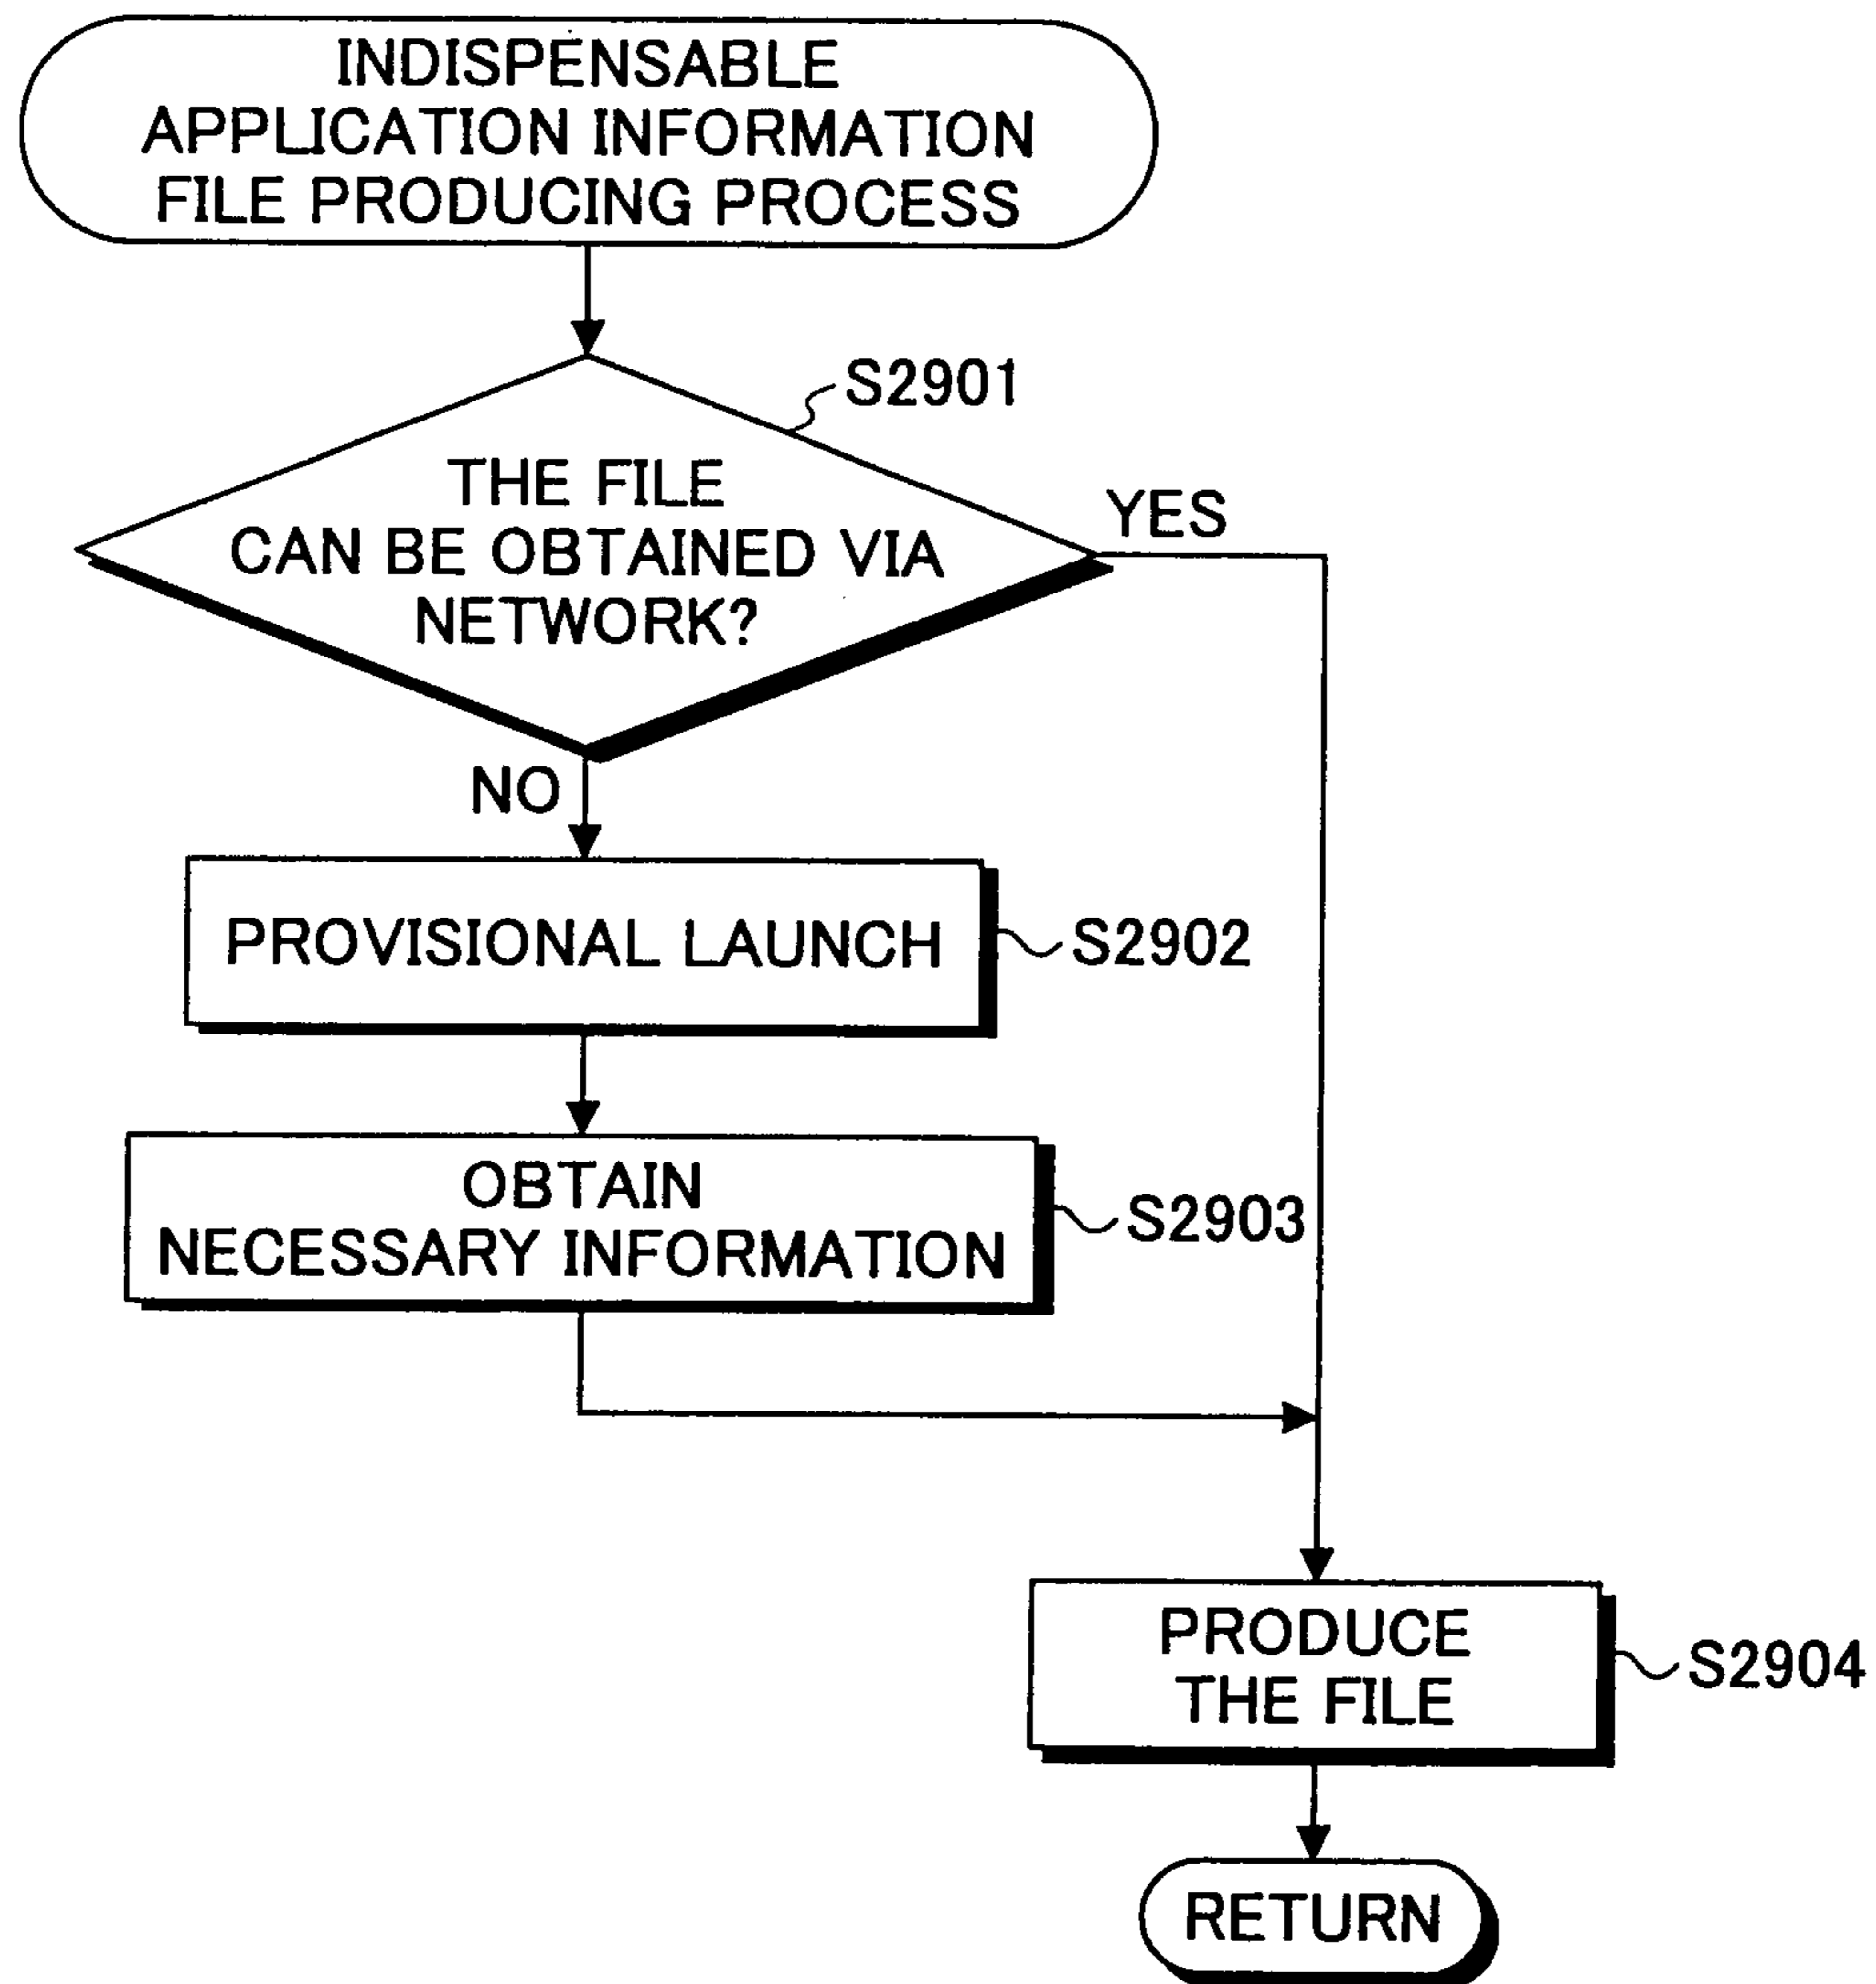 INDISPENSABLE
APPLICATION INFORMATION
FILE PRODUCING PROCESS
S2901
THE FILE
CAN BE OBTAINED VIA
NETWORK?
YES
NO
PROVISIONAL LAUNCH
S2902
OBTAIN
NECESSARY INFORMATION
S2903
PRODUCE
THE FILE
S2904
RETURN